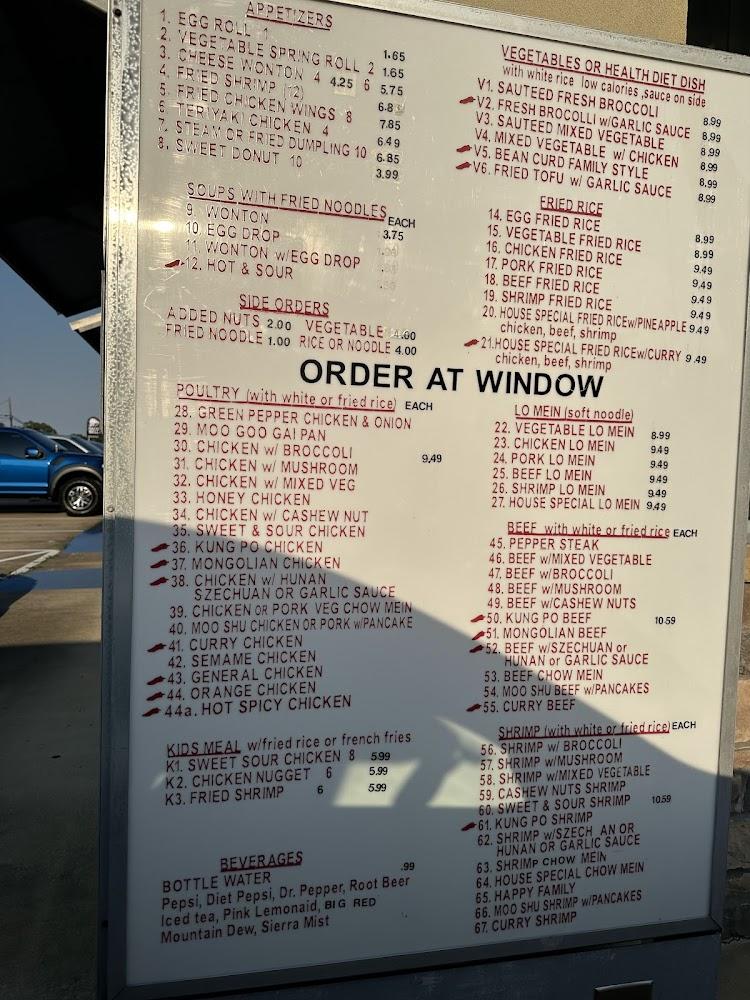 APPETIZERS
1. EGG ROLL 1 1.65
2. VEGETABLE SPRING ROLL 2 1.65
3. CHEESE WONTON 4 4.25 6 5.75
4. FRIED SHRIMP (12) 6.85
5. FRIED CHICKEN WINGS 8 7.85
6. TERIYAKI CHICKEN 4 6.49
7. STEAM OR FRIED DUMPLING 10 6.85
8. SWEET DONUT 10 3.99
SOUPS WITH FRIED NOODLES EACH
9. WONTON 3.75
10. EGG DROP
11. WONTON w/EGG DROP
12. HOT & SOUR
SIDE ORDERS
ADDED NUTS 2.00 VEGETABLE 4.00
FRIED NOODLE 1.00 RICE OR NOODLE 4.00
VEGETABLES OR HEALTH DIET DISH
with white rice low calories ,sauce on side
V1. SAUTEED FRESH BROCCOLI 8.99
V2. FRESH BROCOLLI w/GARLIC SAUCE 8.99
V3. SAUTEED MIXED VEGETABLE 8.99
V4. MIXED VEGETABLE w/ CHICKEN 8.99
V5. BEAN CURD FAMILY STYLE 8.99
V6. FRIED TOFU w/ GARLIC SAUCE 8.99
FRIED RICE
14. EGG FRIED RICE 8.99
15. VEGETABLE FRIED RICE 8.99
16. CHICKEN FRIED RICE 9.49
17. PORK FRIED RICE 9.49
18. BEEF FRIED RICE 9.49
19. SHRIMP FRIED RICE 9.49
20. HOUSE SPECIAL FRIED RICEw/PINEAPPLE 9.49
chicken, beef, shrimp
21. HOUSE SPECIAL FRIED RICEw/CURRY 9.49
chicken, beef, shrimp
ORDER AT WINDOW
POULTRY (with white or fried rice) EACH
28. GREEN PEPPER CHICKEN & ONION
29. MOO GOO GAI PAN
30. CHICKEN w/ BROCCOLI 9.49
31. CHICKEN w/ MUSHROOM
32. CHICKEN w/ MIXED VEG
33. HONEY CHICKEN
34. CHICKEN w/ CASHEW NUT
35. SWEET & SOUR CHICKEN
36. KUNG PO CHICKEN
37. MONGOLIAN CHICKEN
38. CHICKEN w/ HUNAN
SZECHUAN OR GARLIC SAUCE
39. CHICKEN OR PORK VEG CHOW MEIN
40. MOO SHU CHICKEN OR PORK w/PANCAKE
41. CURRY CHICKEN
42. SEMAME CHICKEN
43. GENERAL CHICKEN
44. ORANGE CHICKEN
44a. HOT SPICY CHICKEN
KIDS MEAL w/fried rice or french fries
K1. SWEET SOUR CHICKEN 8 5.99
K2. CHICKEN NUGGET 6 5.99
K3. FRIED SHRIMP 6 5.99
BEVERAGES
BOTTLE WATER .99
Pepsi, Diet Pepsi, Dr. Pepper, Root Beer
Iced tea, Pink Lemonaid, BIG RED
Mountain Dew, Sierra Mist
LO MEIN (soft noodle)
22. VEGETABLE LO MEIN 8.99
23. CHICKEN LO MEIN 9.49
24. PORK LO MEIN 9.49
25. BEEF LO MEIN 9.49
26. SHRIMP LO MEIN 9.49
27. HOUSE SPECIAL LO MEIN 9.49
BEEF with white or fried rice EACH
45. PEPPER STEAK
46. BEEF w/MIXED VEGETABLE
47. BEEF w/BROCCOLI
48. BEEF w/MUSHROOM
49. BEEF w/CASHEW NUTS
50. KUNG PO BEEF 10.59
51. MONGOLIAN BEEF
52. BEEF w/SZECHUAN or
HUNAN or GARLIC SAUCE
53. BEEF CHOW MEIN
54. MOO SHU BEEF w/PANCAKES
55. CURRY BEEF
SHRIMP (with white or fried rice) EACH
56. SHRIMP w/ BROCCOLI
57. SHRIMP w/MUSHROOM
58. SHRIMP w/MIXED VEGETABLE
59. CASHEW NUTS SHRIMP
60. SWEET & SOUR SHRIMP 10.59
61. KUNG PO SHRIMP
62. SHRIMP w/SZECH AN OR
HUNAN OR GARLIC SAUCE
63. SHRIMP CHOW MEIN
64. HOUSE SPECIAL CHOW MEIN
65. HAPPY FAMILY
66. MOO SHU SHRIMP w/PANCAKES
67. CURRY SHRIMP